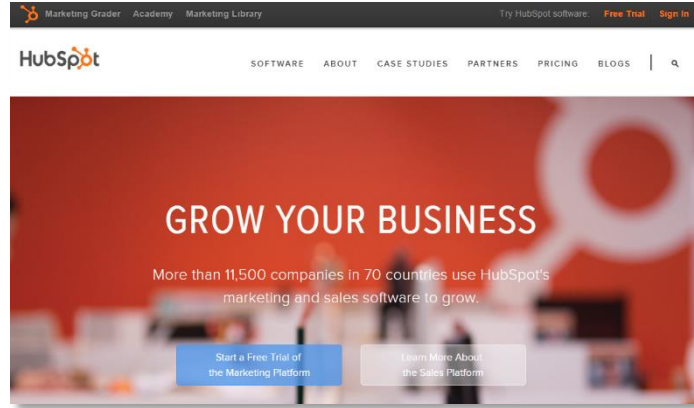 Marketing Grader Academy Marketing Library Try HubSpot software: Free Trial Sign In
HubSpot SOFTWARE ABOUT CASE STUDIES PARTNERS PRICING BLOGS
GROW YOUR BUSINESS
More than 11,500 companies in 70 countries use HubSpot's
marketing and sales software to grow.
Start a Free Trial of
the Marketing Platform
Learn More About
the Sales Platform